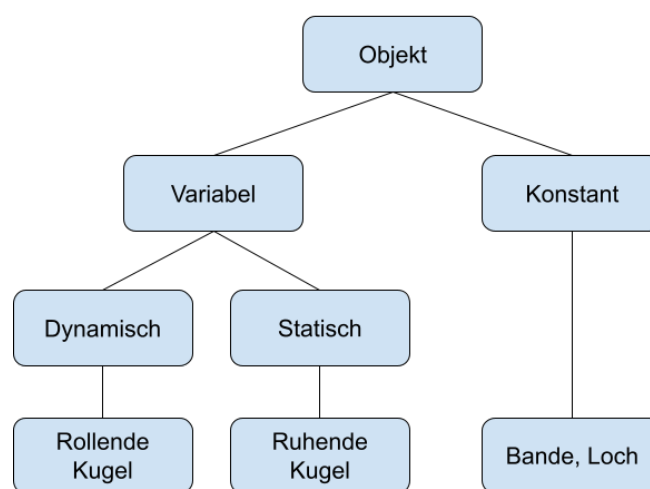 Objekt
Variabel
Konstant
Dynamisch
Statisch
Rollende
Kugel
Ruhende
Kugel
Bande, Loch